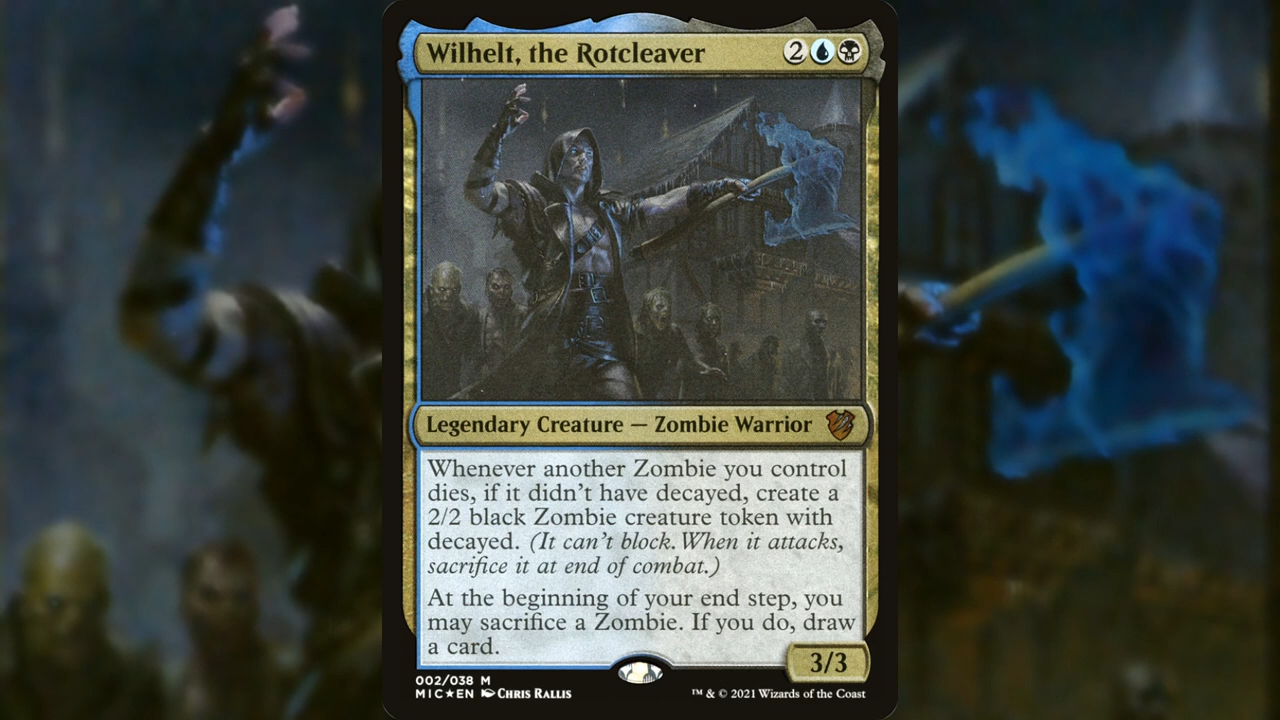 Wilhelt, the Rotcleaver 2
Legendary Creature — Zombie Warrior
Whenever another Zombie you control
dies, if it didn't have decayed, create a
2/2 black Zombie creature token with
decayed. (It can't block. When it attacks,
sacrifice it at end of combat.)
At the beginning of your end step, you
may sacrifice a Zombie. If you do, draw
a card.
3/3
002/038 M
MIC★EN Chris Rallis
™ & © 2021 Wizards of the Coast